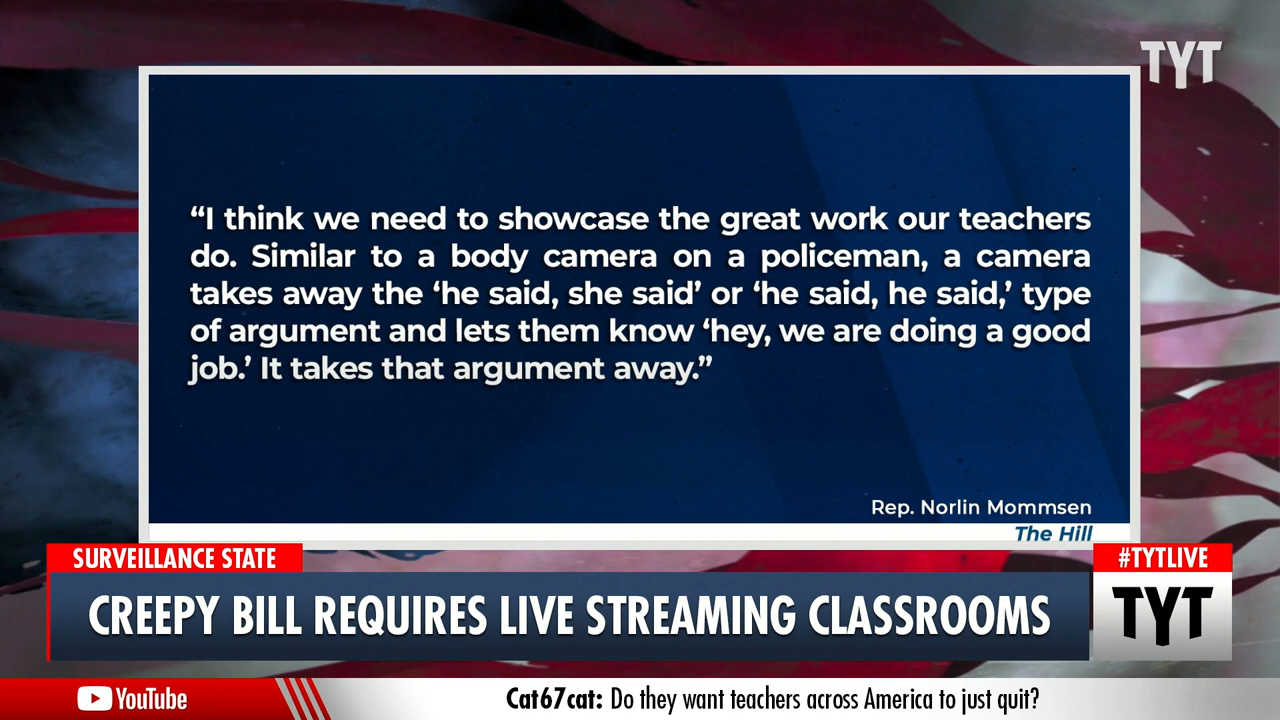 TYT
“I think we need to showcase the great work our teachers
do. Similar to a body camera on a policeman, a camera
takes away the ‘he said, she said’ or ‘he said, he said,’ type
of argument and lets them know ‘hey, we are doing a good
job.’ It takes that argument away.”
Rep. Norlin Mommsen
The Hill
SURVEILLANCE STATE
#TYTLIVE
CREEPY BILL REQUIRES LIVE STREAMING CLASSROOMS
TYT
YouTube
Cat67cat: Do they want teachers across America to just quit?